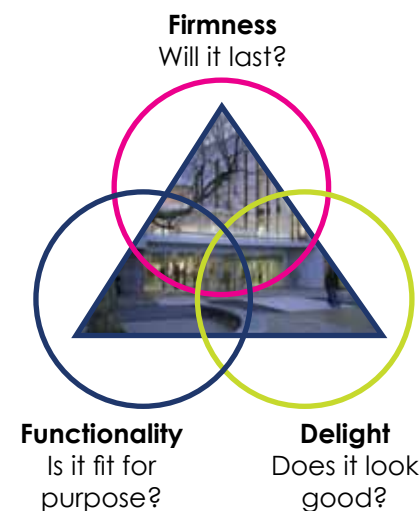 Firmness
Will it last?
Functionality
Is it fit for
purpose?
Delight
Does it look
good?